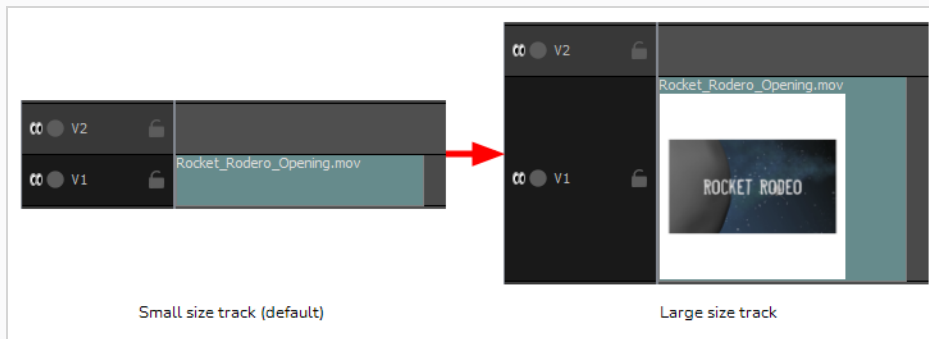 V2
V1
Rocket_Rodero_Opening.mov
Small size track (default)
V2
V1
Rocket_Rodero_Opening.mov
ROCKET RODEO
Large size track